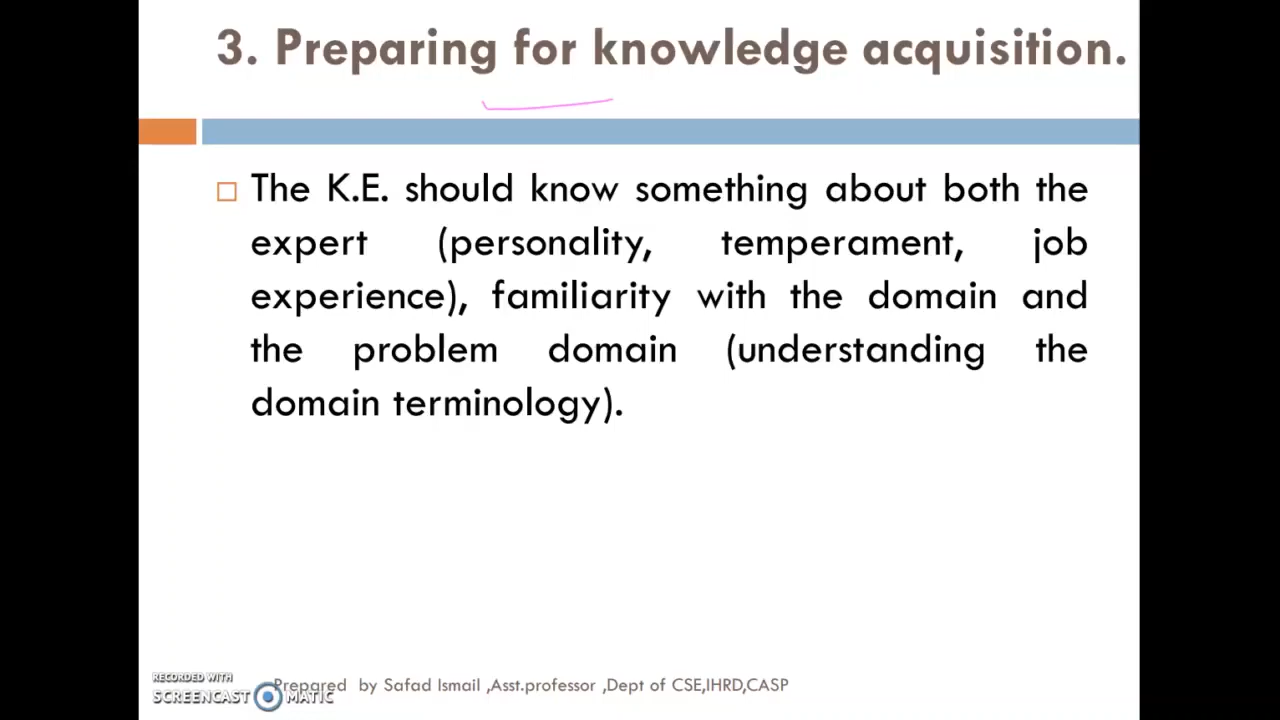 3. Preparing for knowledge acquisition.
The K.E. should know something about both the
expert (personality, temperament, job
experience), familiarity with the domain and
the problem domain (understanding the
domain terminology).
Prepared by Safad Ismail ,Asst.professor ,Dept of CSE,IHRD,CASP
RECORDED WITH
SCREENCAST MATIC